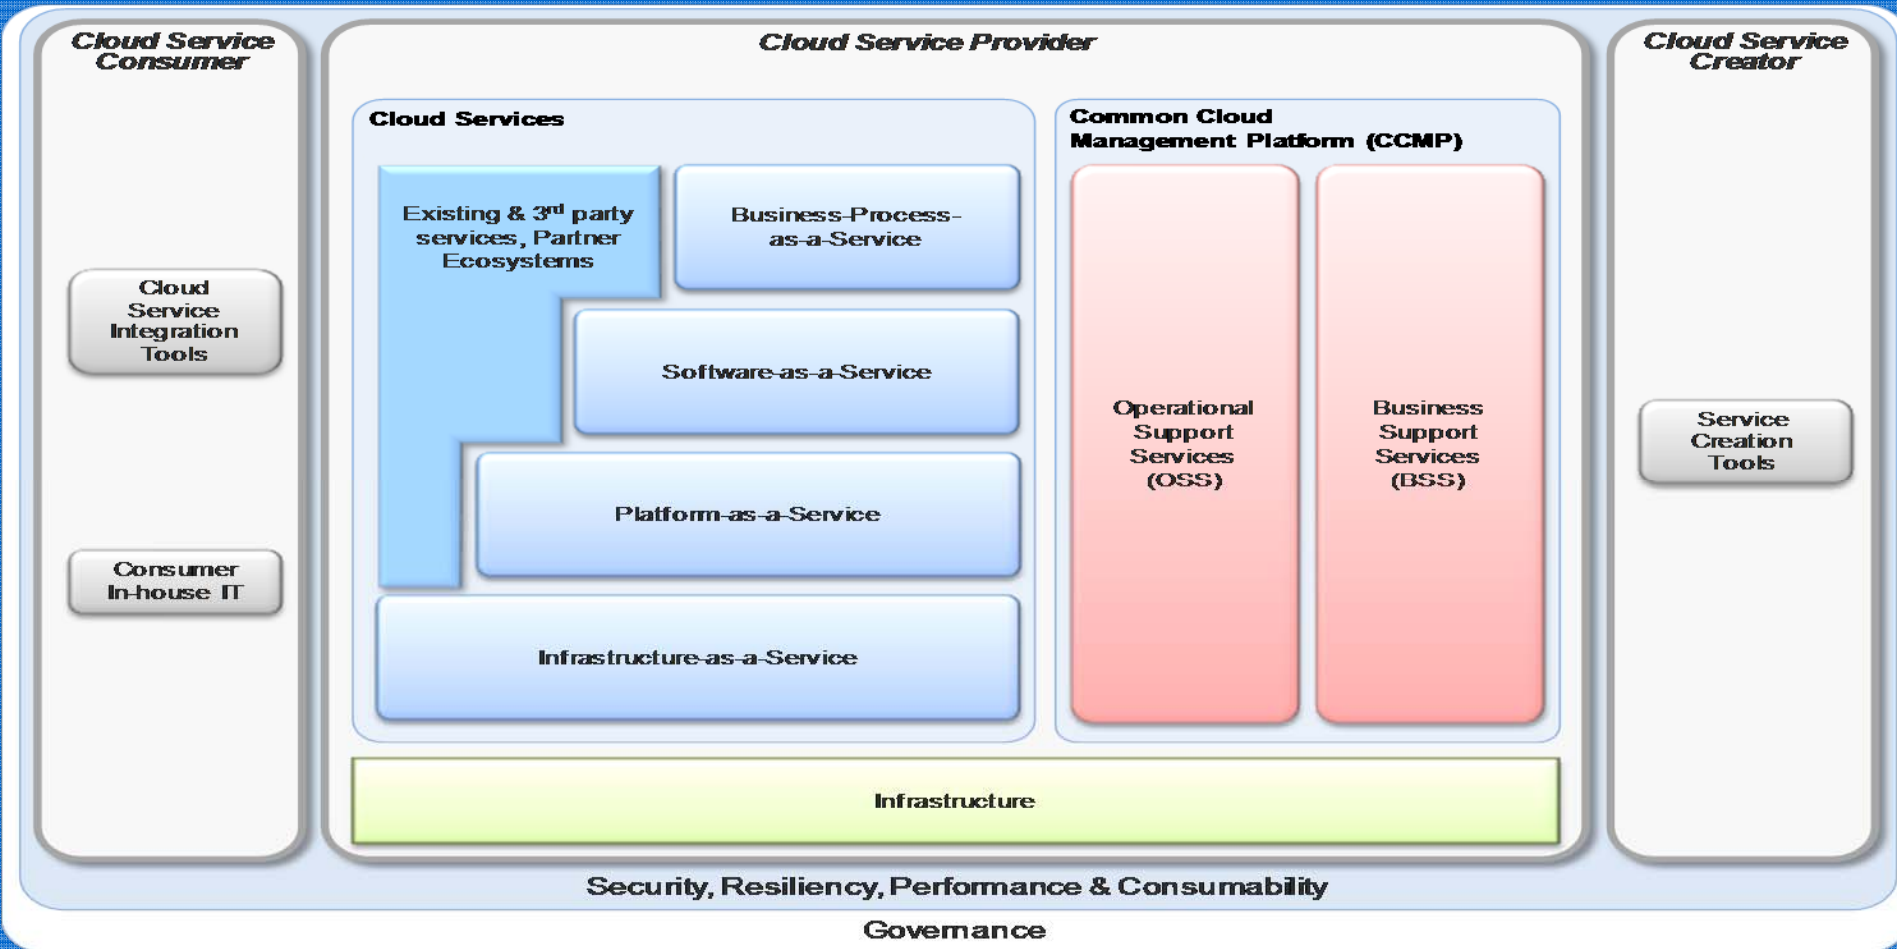 Cloud Service
Consumer
Cloud
Service
Integration
Tools
Consumer
In-house IT
Cloud Service Provider
Cloud Services
Existing & 3rd party
services, Partner
Ecosystems
Business-Process-
as-a-Service
Software-as-a-Service
Platform-as-a-Service
Infrastructure-as-a-Service
Common Cloud
Management Platform (CCMP)
Operational
Support
Services
(OSS)
Business
Support
Services
(BSS)
Infrastructure
Cloud Service
Creator
Service
Creation
Tools
Security, Resiliency, Performance & Consumability
Governance